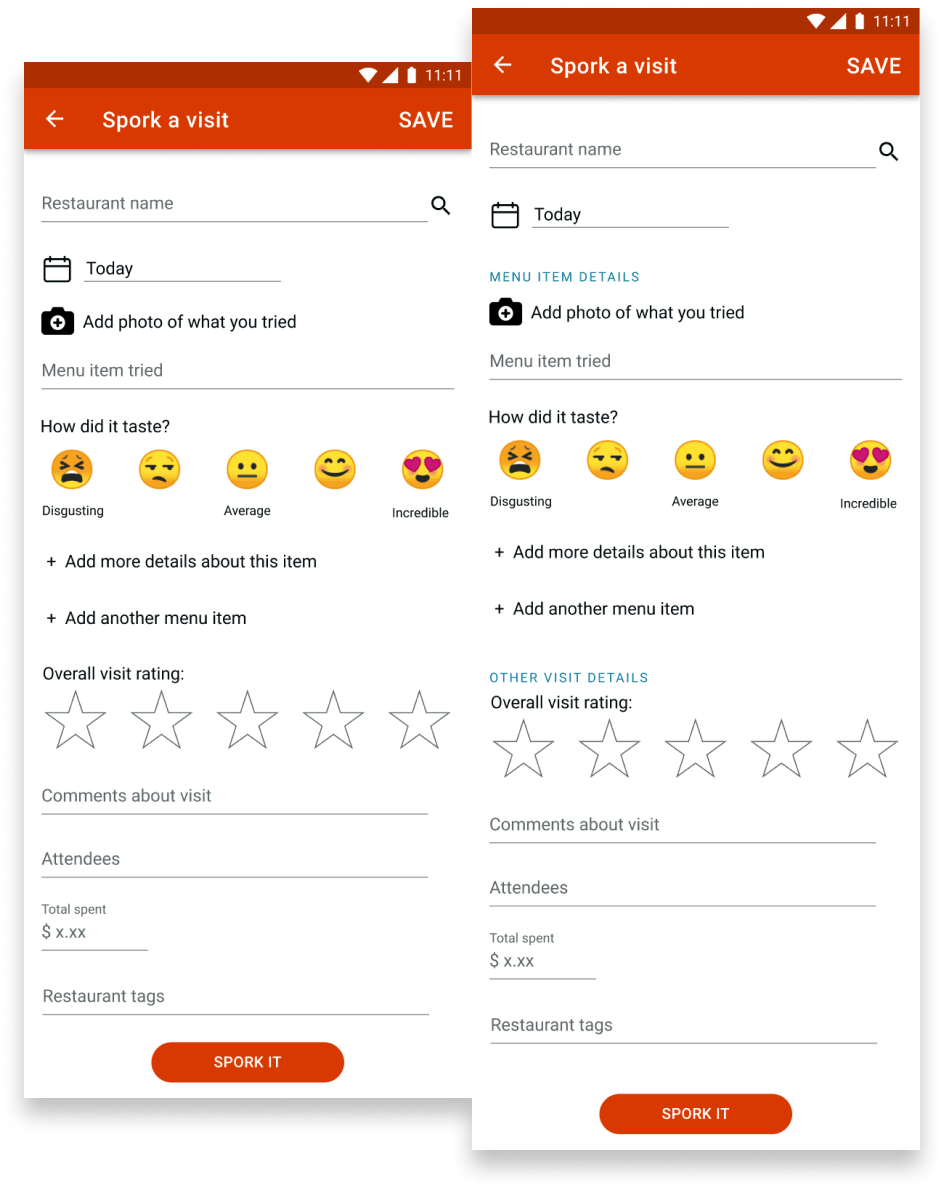 11:11
Spork a visit
SAVE
Restaurant name
Today
Add photo of what you tried
Menu item tried
How did it taste?
Disgusting
Average
Incredible
+ Add more details about this item
+ Add another menu item
Overall visit rating:
Comments about visit
Attendees
Total spent
$ x.xx
Restaurant tags
SPORK IT
11:11
Spork a visit
SAVE
Restaurant name
Today
MENU ITEM DETAILS
Add photo of what you tried
Menu item tried
How did it taste?
Disgusting
Average
Incredible
+ Add more details about this item
+ Add another menu item
OTHER VISIT DETAILS
Overall visit rating:
Comments about visit
Attendees
Total spent
$ x.xx
Restaurant tags
SPORK IT